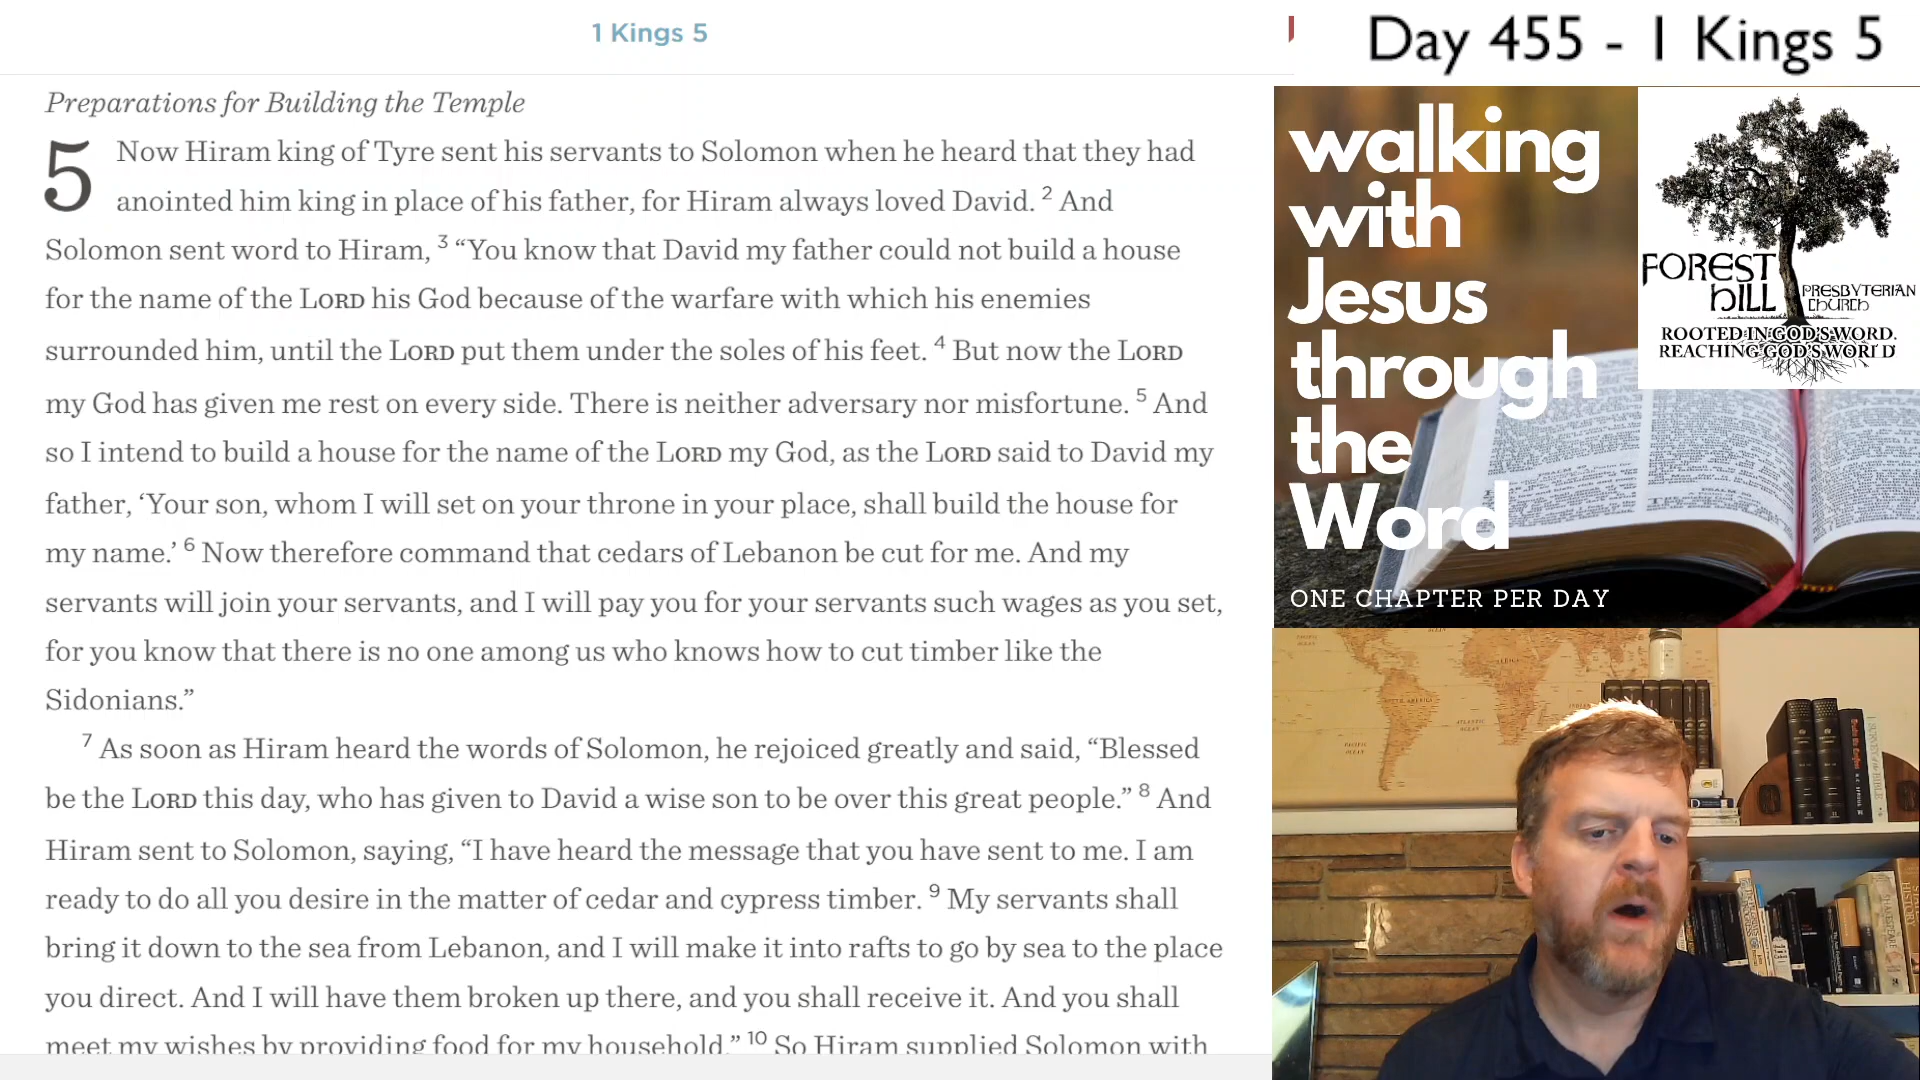 1 Kings 5
Preparations for Building the Temple
5 Now Hiram king of Tyre sent his servants to Solomon when he heard that they had
anointed him king in place of his father, for Hiram always loved David. 2 And
Solomon sent word to Hiram, 3 “You know that David my father could not build a house
for the name of the LORD his God because of the warfare with which his enemies
surrounded him, until the LORD put them under the soles of his feet. 4 But now the LORD
my God has given me rest on every side. There is neither adversary nor misfortune. 5 And
so I intend to build a house for the name of the LORD my God, as the LORD said to David my
father, ‘Your son, whom I will set on your throne in your place, shall build the house for
my name.’ 6 Now therefore command that cedars of Lebanon be cut for me. And my
servants will join your servants, and I will pay you for your servants such wages as you set,
for you know that there is no one among us who knows how to cut timber like the
Sidonians.”
7 As soon as Hiram heard the words of Solomon, he rejoiced greatly and said, “Blessed
be the LORD this day, who has given to David a wise son to be over this great people.” 8 And
Hiram sent to Solomon, saying, “I have heard the message that you have sent to me. I am
ready to do all you desire in the matter of cedar and cypress timber. 9 My servants shall
bring it down to the sea from Lebanon, and I will make it into rafts to go by sea to the place
you direct. And I will have them broken up there, and you shall receive it. And you shall
meet my wishes by providing food for my household.” 10 So Hiram supplied Solomon with
Day 455 - 1 Kings 5
walking
with
Jesus
through
the
Word
ONE CHAPTER PER DAY
FOREST
HILL
PRESBYTERIAN
CHURCH
ROOTED IN GOD'S WORD.
REACHING GOD'S WORLD